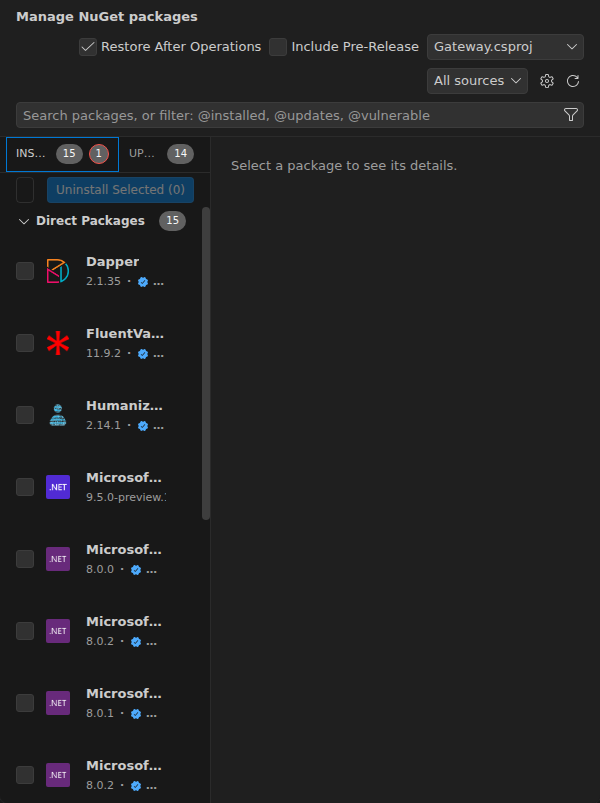 Manage NuGet packages
Restore After Operations Include Pre-Release Gateway.csproj
All sources
Search packages, or filter: @installed, @updates, @vulnerable
INS... 15 1 UP... 14
Select a package to see its details.
Uninstall Selected (0)
Direct Packages 15
Dapper
2.1.35 · ...
FluentVa...
11.9.2 · ...
Humaniz...
2.14.1 · ...
.NET Microsof...
9.5.0-preview.
.NET Microsof...
8.0.0 · ...
.NET Microsof...
8.0.2 · ...
.NET Microsof...
8.0.1 · ...
.NET Microsof...
8.0.2 · ...